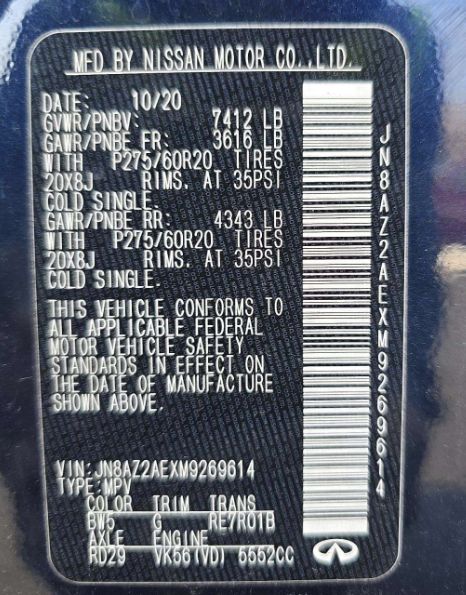 MFD BY NISSAN MOTOR CO.,LTD.
DATE: 10/20
GVWR/PNBV: 7412 LB
GAWR/PNBE FR: 3616 LB
WITH P275/60R20 TIRES
20X8J RIMS. AT 35PSI
COLD SINGLE.
GAWR/PNBE RR: 4343 LB
WITH P275/60R20 TIRES
20X8J RIMS. AT 35PSI
COLD SINGLE.
THIS VEHICLE CONFORMS TO
ALL APPLICABLE FEDERAL
MOTOR VEHICLE SAFETY
STANDARDS IN EFFECT ON
THE DATE OF MANUFACTURE
SHOWN ABOVE.
VIN:JN8AZ2AEXM9269614
TYPE:MPV
COLOR TRIM TRANS
BW5 G RE7R01B
AXLE ENGINE
RD29 VK56(VD) 5552CC
JN8AZ2AEXM9269614